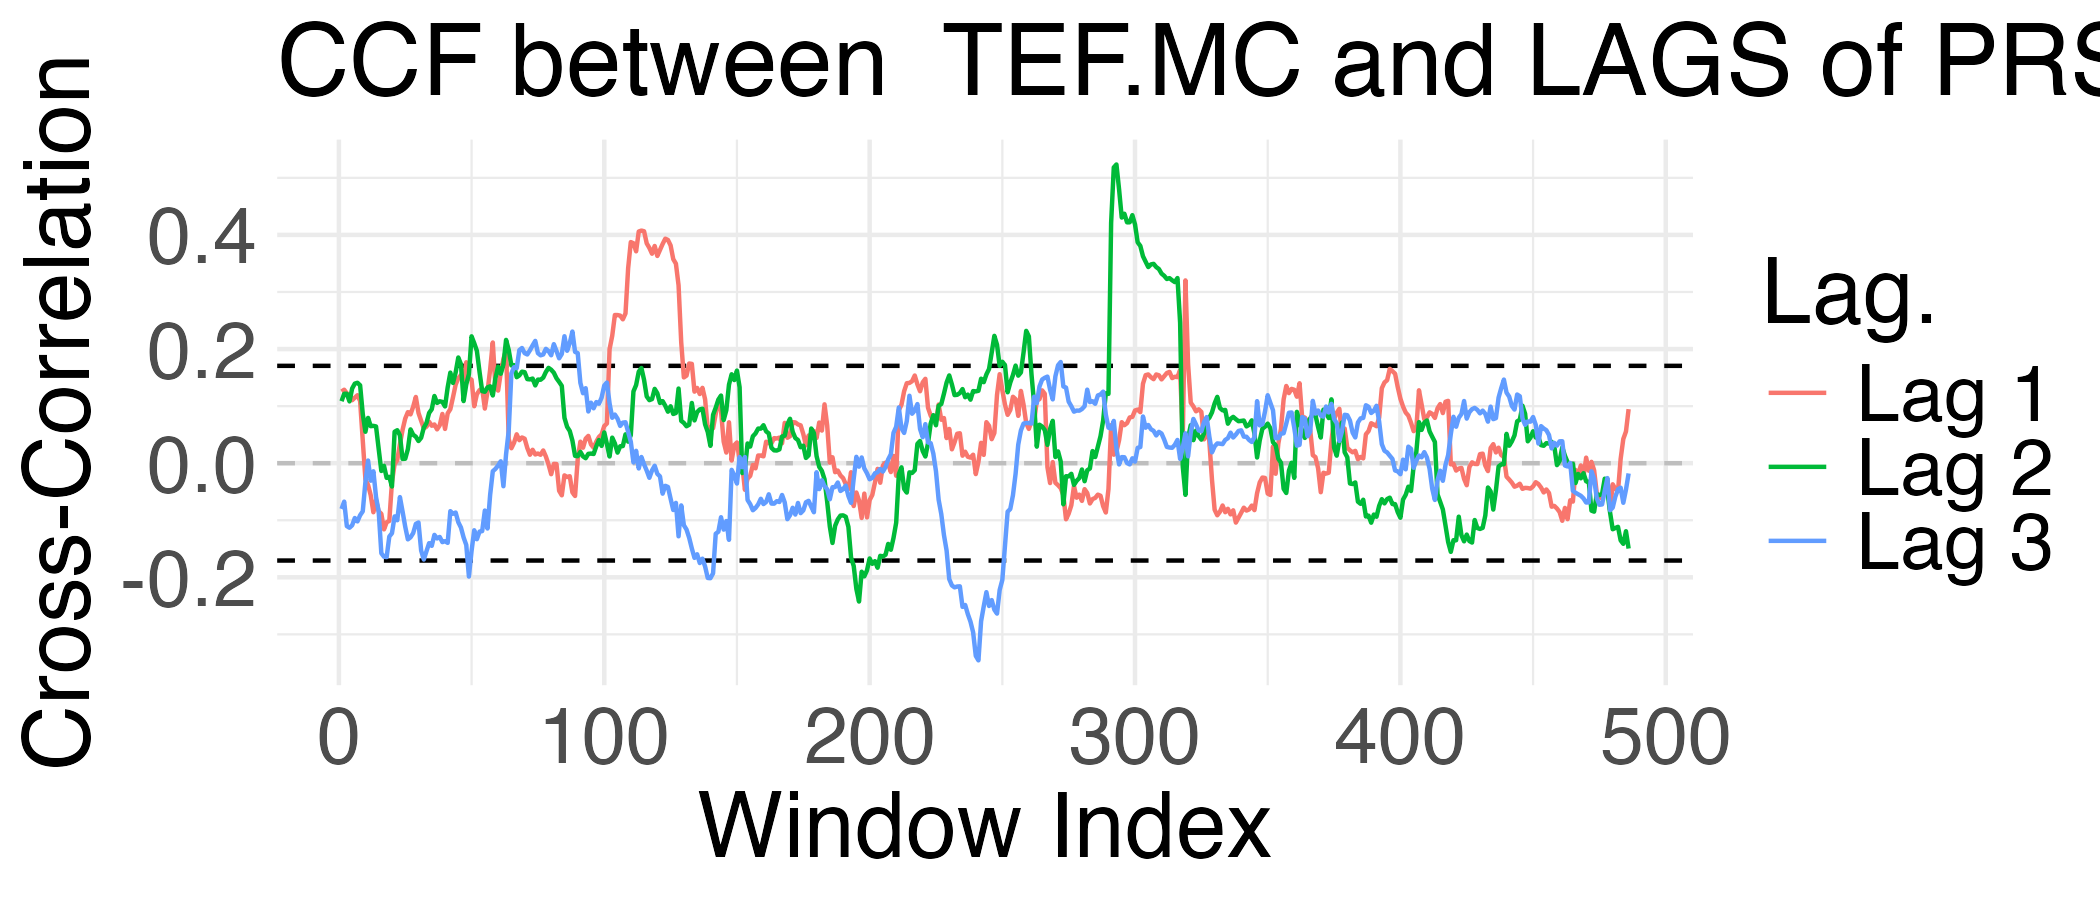 CCF between  TEF.MC and LAGS of PRS
Cross-Correlation
0.4
0.2
0.0
-0.2
0 100 200 300 400 500
Window Index
Lag.
Lag 1
Lag 2
Lag 3